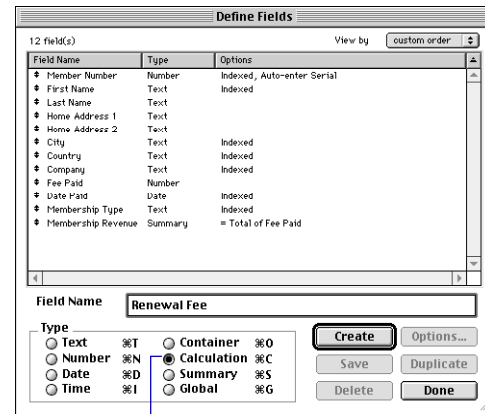 Define Fields
12 field(s) View by custom order
Field Name Type Options
Member Number Number Indexed, Auto-enter Serial
First Name Text Indexed
Last Name Text
Home Address 1 Text
Home Address 2 Text
City Text Indexed
Country Text Indexed
Company Text Indexed
Fee Paid Number
Date Paid Date Indexed
Membership Type Text Indexed
Membership Revenue Summary = Total of Fee Paid
Field Name Renewal Fee
Type
Text ⌘T Container ⌘O
Number ⌘N Calculation ⌘C
Date ⌘D Summary ⌘S
Time ⌘I Global ⌘G
Create Options...
Save Duplicate
Delete Done